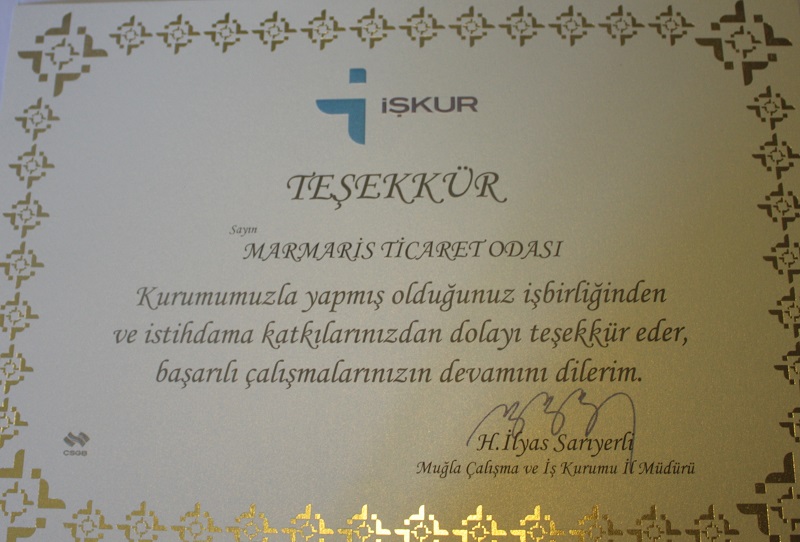 İŞKUR
TEŞEKKÜR
Sayın
MARMARİS TİCARET ODASI
Kurumumuzla yapmış olduğunuz işbirliğinden
ve istihdama katkılarınızdan dolayı teşekkür eder,
başarılı çalışmalarınızın devamını dilerim.
H.İlyas Sarıyerli
Muğla Çalışma ve İş Kurumu İl Müdürü
csgb